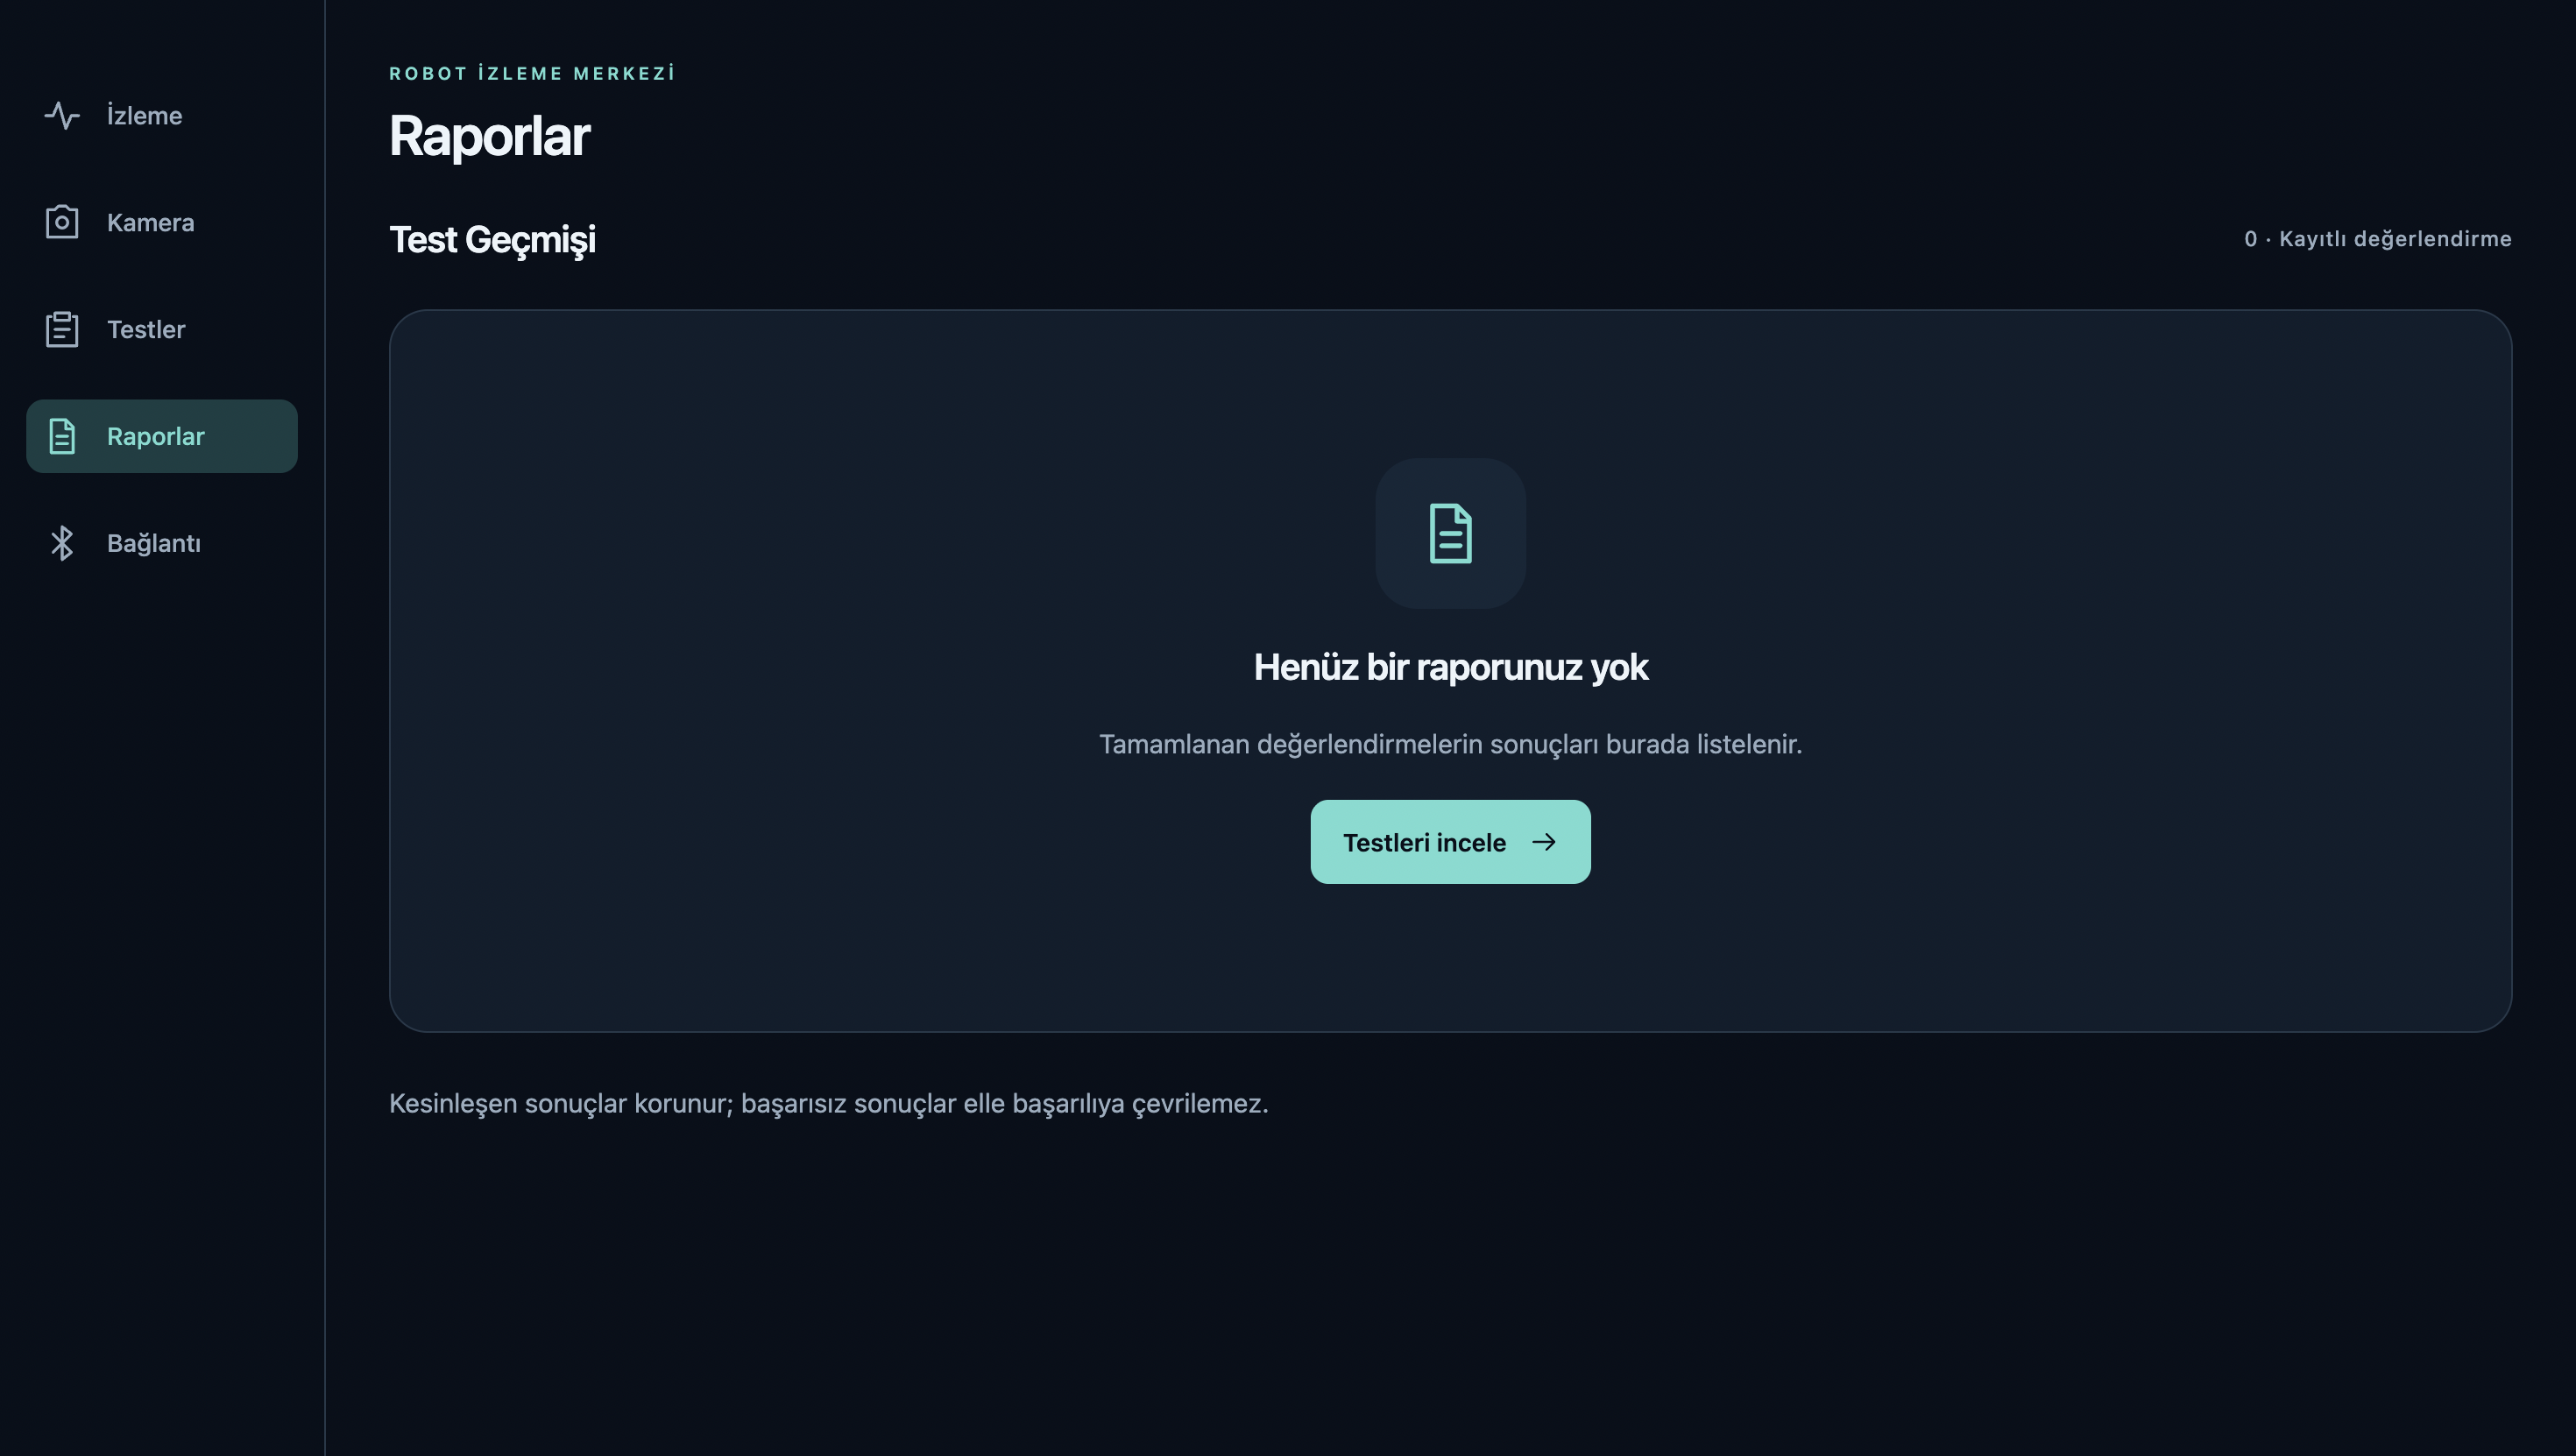 İzleme
Kamera
Testler
Raporlar
Bağlantı
ROBOT İZLEME MERKEZİ
Raporlar
Test Geçmişi
0 · Kayıtlı değerlendirme
Henüz bir raporunuz yok
Tamamlanan değerlendirmelerin sonuçları burada listelenir.
Testleri incele →
Kesinleşen sonuçlar korunur; başarısız sonuçlar elle başarılıya çevrilemez.